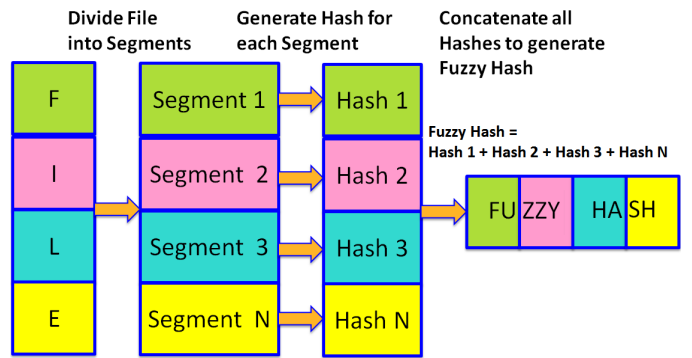 Divide File
into Segments
Generate Hash for
each Segment
Concatenate all
Hashes to generate
Fuzzy Hash
F
I
L
E
Segment 1
Segment 2
Segment 3
Segment N
Hash 1
Hash 2
Hash 3
Hash N
Fuzzy Hash =
Hash 1 + Hash 2 + Hash 3 + Hash N
FU ZZY HA SH